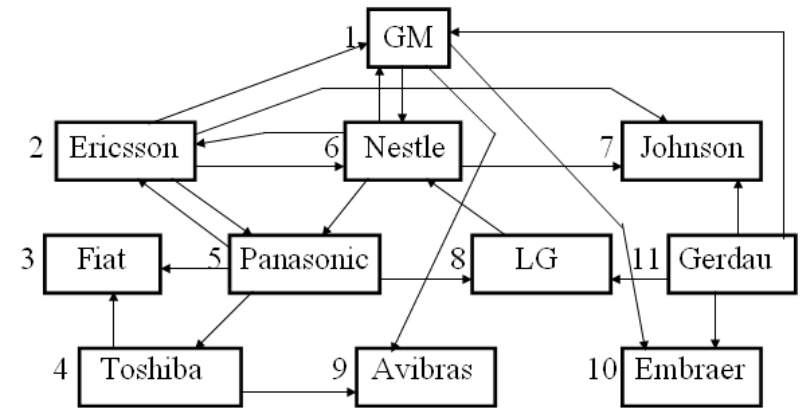 1 GM
2 Ericsson 6 Nestle 7 Johnson
3 Fiat 5 Panasonic 8 LG 11 Gerdau
4 Toshiba 9 Avibras 10 Embraer